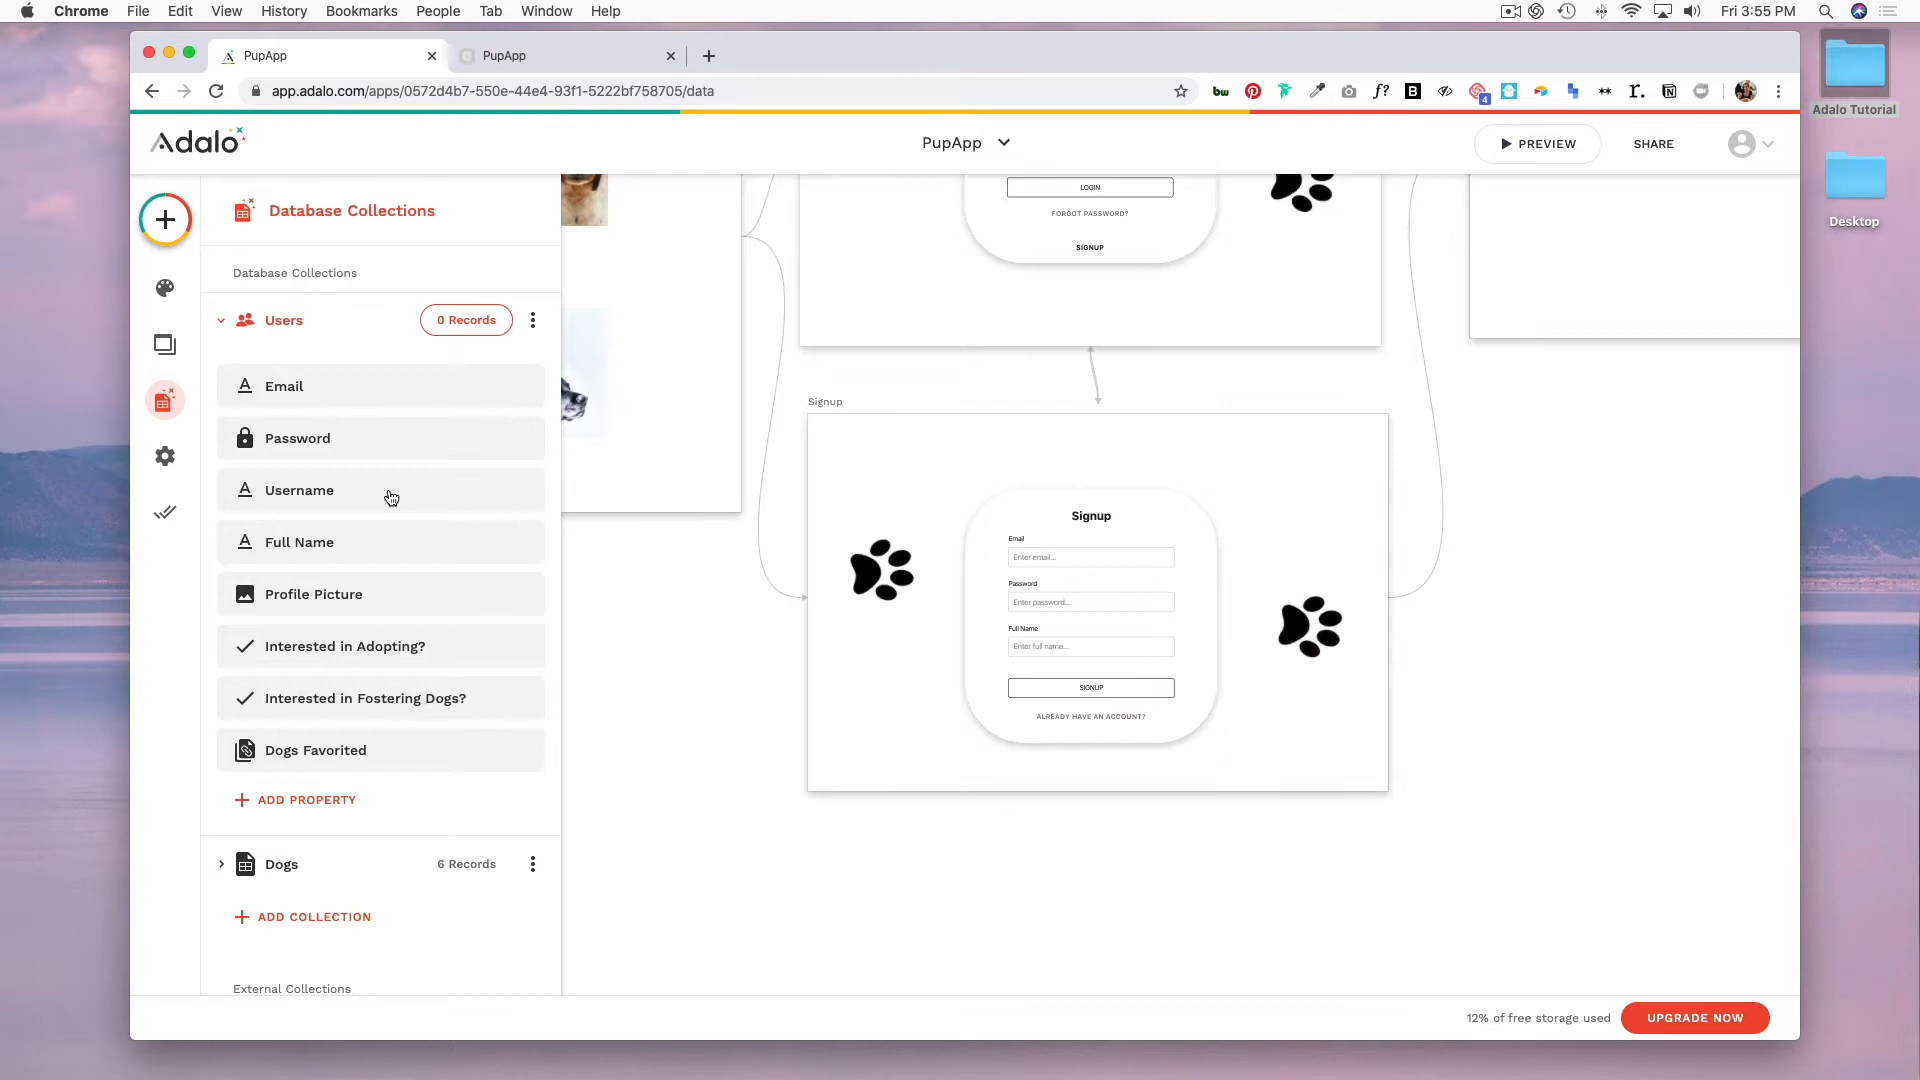 Chrome File Edit View History Bookmarks People Tab Window Help
Fri 3:55 PM
PupApp
PupApp
app.adalo.com/apps/0572d4b7-550e-44e4-93f1-5222bf758705/data
bw
f?
B
4
r.
Adalo Tutorial
Desktop
Adalo
PupApp
PREVIEW
SHARE
Database Collections
Database Collections
Users
0 Records
Email
Password
Username
Full Name
Profile Picture
Interested in Adopting?
Interested in Fostering Dogs?
Dogs Favorited
ADD PROPERTY
Dogs
6 Records
ADD COLLECTION
External Collections
LOGIN
FORGOT PASSWORD?
SIGNUP
Signup
Signup
Email
Enter email...
Password
Enter password...
Full Name
Enter full name...
SIGNUP
ALREADY HAVE AN ACCOUNT?
12% of free storage used
UPGRADE NOW